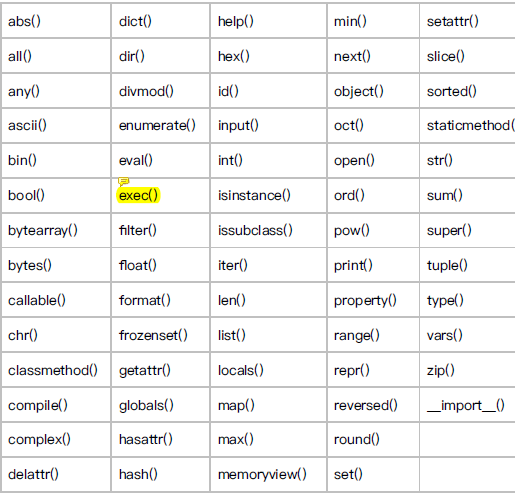 abs() dict() help() min() setattr()
all() dir() hex() next() slice()
any() divmod() id() object() sorted()
ascii() enumerate() input() oct() staticmethod(
bin() eval() int() open() str()
bool() exec() isinstance() ord() sum()
bytearray() filter() issubclass() pow() super()
bytes() float() iter() print() tuple()
callable() format() len() property() type()
chr() frozenset() list() range() vars()
classmethod() getattr() locals() repr() zip()
compile() globals() map() reversed() __import__()
complex() hasattr() max() round()
delattr() hash() memoryview() set()